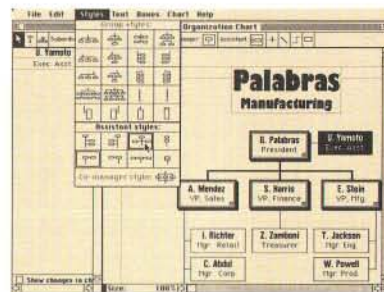 File Edit Styles Text Boxes Chart Help
Group styles:
Organization Chart
T
Subordinate
Assistant
U. Yamoto
Exec. Asst
Palabras
Manufacturing
B. Palabras
President
U. Yamoto
Exec. Asst
A. Mendez
VP, Sales
S. Harris
VP, Finance
E. Stein
VP, Mfg.
Assistant styles:
Co-manager style:
I. Richter
Mgr. Retail
Z. Zamboni
Treasurer
T. Jackson
Mgr. Eng.
C. Abdul
Mgr. Corp
W. Powell
Mgr. Prod.
Show changes to ch
Size: 100%